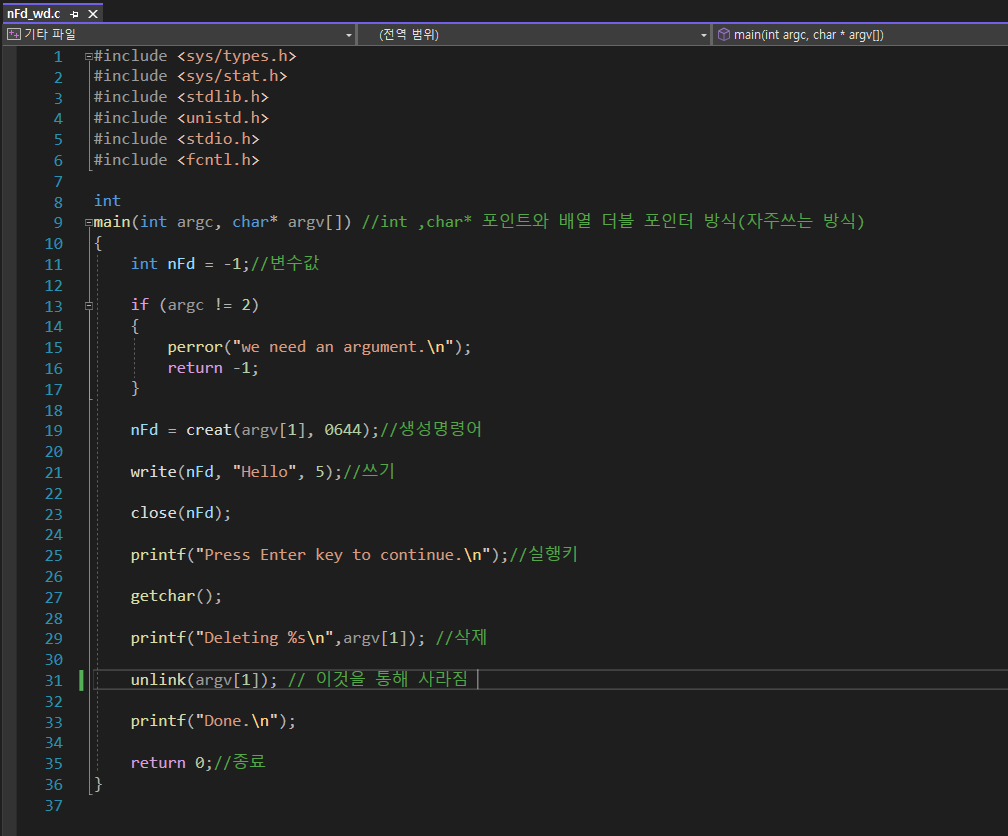 nFd_wd.c
기타 파일 (전역 범위) main(int argc, char * argv[])
1 #include <sys/types.h>
2 #include <sys/stat.h>
3 #include <stdlib.h>
4 #include <unistd.h>
5 #include <stdio.h>
6 #include <fcntl.h>
7
8 int
9 main(int argc, char* argv[]) //int ,char* 포인트와 배열 더블 포인터 방식(자주쓰는 방식)
10 {
11     int nFd = -1;//변수값
12
13     if (argc != 2)
14     {
15         perror("we need an argument.\n");
16         return -1;
17     }
18
19     nFd = creat(argv[1], 0644);//생성명령어
20
21     write(nFd, "Hello", 5);//쓰기
22
23     close(nFd);
24
25     printf("Press Enter key to continue.\n");//실행키
26
27     getchar();
28
29     printf("Deleting %s\n",argv[1]); //삭제
30
31     unlink(argv[1]); // 이것을 통해 사라짐
32
33     printf("Done.\n");
34
35     return 0;//종료
36 }
37